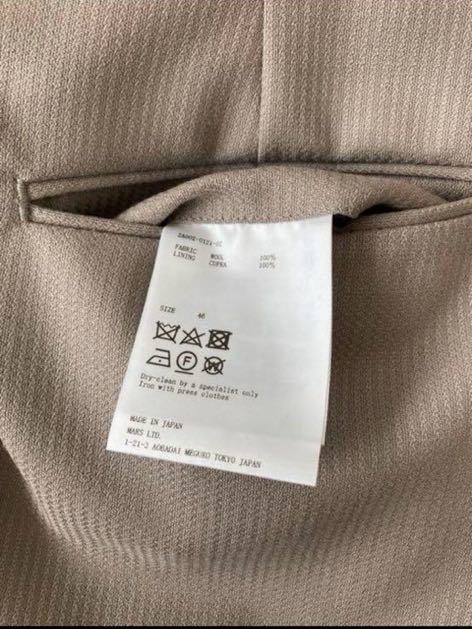 FABRIC WOOL 100%
LINING CUPRA 100%
SIZE 46
F
W
Dry-clean by a specialist only
Iron with press clothes
MADE IN JAPAN
MARS LTD.
1-21-2 AOBADAI MEGURO TOKYO JAPAN